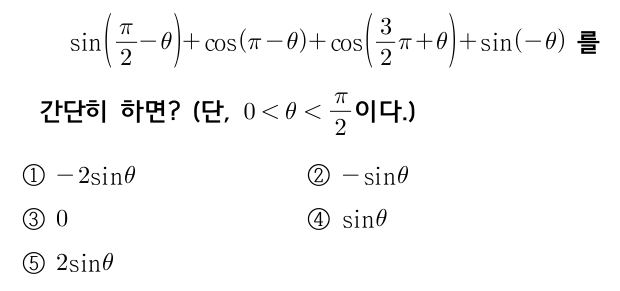 sin(π/2−θ)+cos(π−θ)+cos(3/2π+θ)+sin(−θ) 를
간단히 하면? (단, 0<θ<π/2이다.)
① −2sinθ ② −sinθ
③ 0 ④ sinθ
⑤ 2sinθ